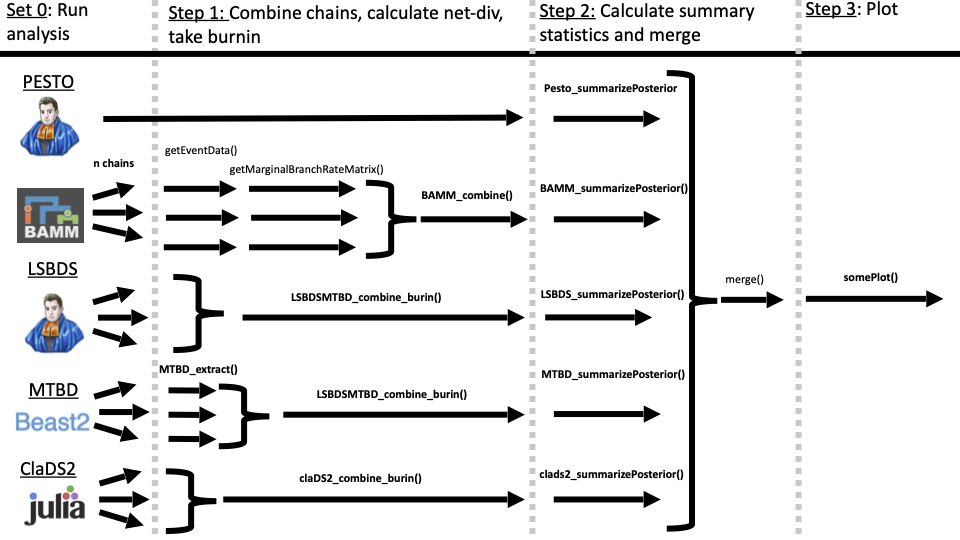 Set 0: Run
analysis
Step 1: Combine chains, calculate net-div,
take burnin
Step 2: Calculate summary
statistics and merge
Step 3: Plot
PESTO
Pesto_summarizePosterior
n chains
getEventData()
getMarginalBranchRateMatrix()
BAMM_combine()
BAMM_summarizePosterior()
BAMM
LSBDS
LSBDSMTBD_combine_burin()
LSBDS_summarizePosterior()
merge()
somePlot()
MTBD
MTBD_extract()
LSBDSMTBD_combine_burin()
MTBD_summarizePosterior()
Beast2
ClaDS2
claDS2_combine_burin()
clads2_summarizePosterior()
julia